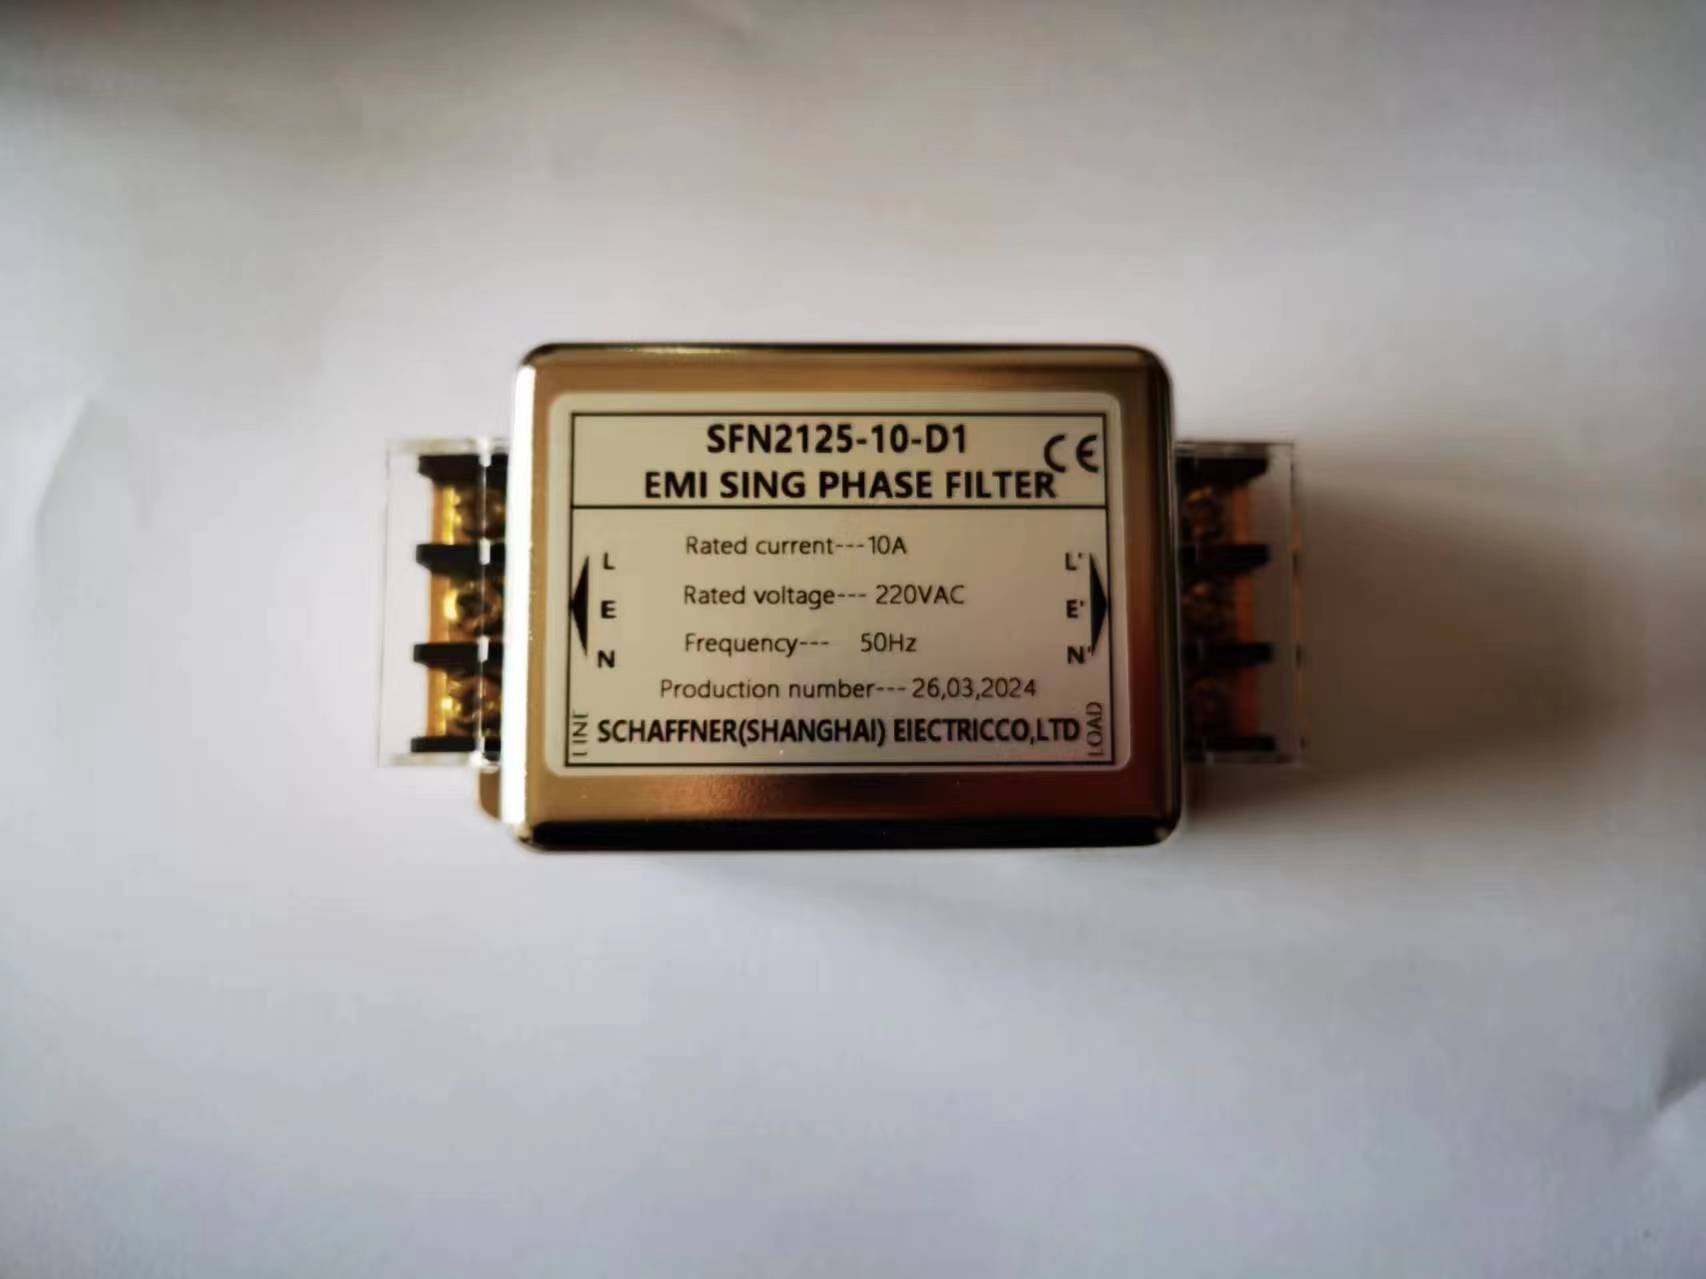 SFN2125-10-D1
CE
EMI SING PHASE FILTER
Rated current---10A
L
L'
Rated voltage--- 220VAC
E
E'
Frequency--- 50Hz
N
N'
Production number--- 26,03,2024
LINE
SCHAFFNER(SHANGHAI) EIECTRICCO,LTD
LOAD